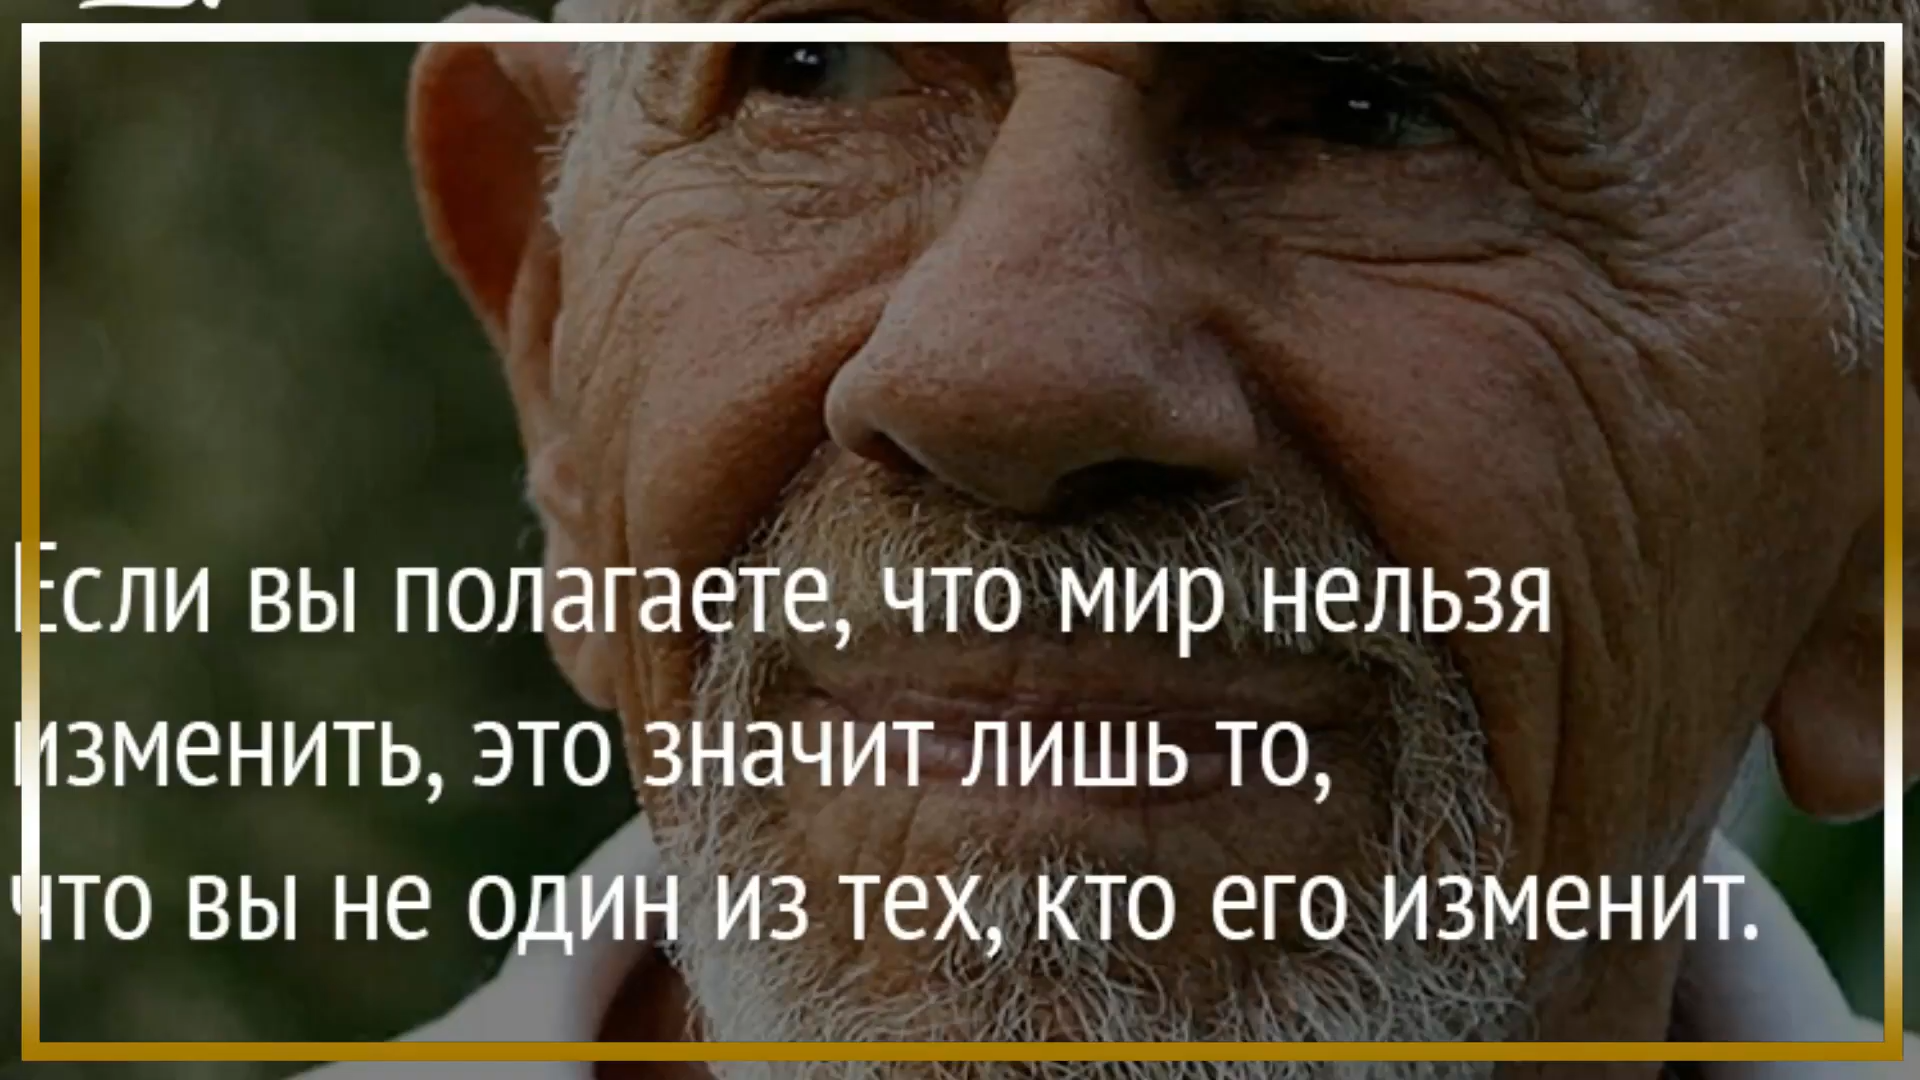 Если вы полагаете, что мир нельзя
изменить, это значит лишь то,
что вы не один из тех, кто его изменит.